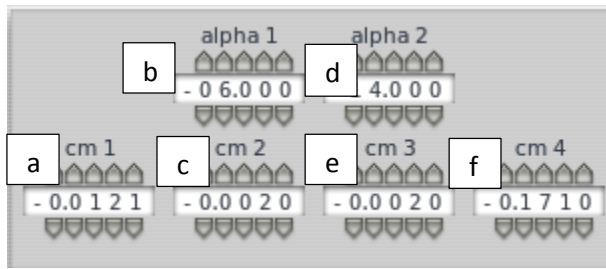 alpha 1 alpha 2
b d
- 0 6.0 0 0 4.0 0 0
cm 1 cm 2 cm 3 cm 4
a c e f
- 0.0 1 2 1 - 0.0 0 2 0 - 0.0 0 2 0 - 0.1 7 1 0